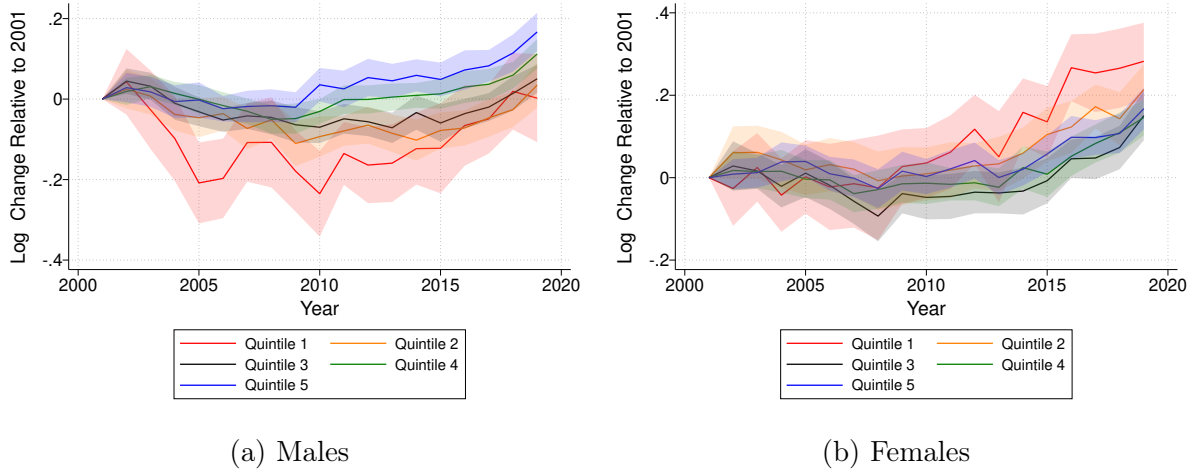 Log Change Relative to 2001
.2
0
-.2
-.4
2000 2005 2010 2015 2020
Year
Quintile 1 Quintile 2
Quintile 3 Quintile 4
Quintile 5
(a) Males
Log Change Relative to 2001
.4
.2
0
-.2
2000 2005 2010 2015 2020
Year
Quintile 1 Quintile 2
Quintile 3 Quintile 4
Quintile 5
(b) Females